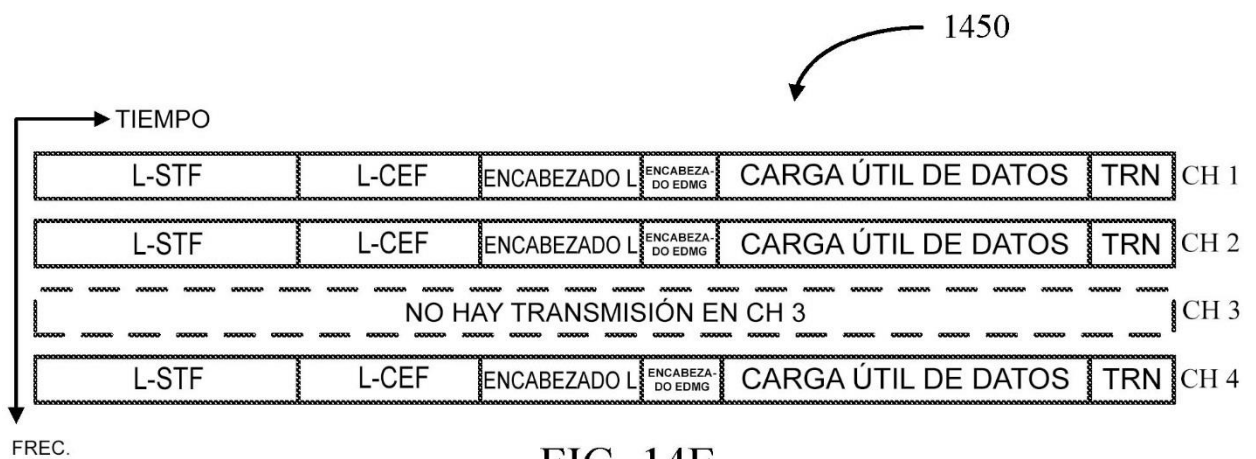 1450
TIEMPO
L-STF L-CEF ENCABEZADO L ENCABEZA-DO EDMG CARGA ÚTIL DE DATOS TRN CH 1
L-STF L-CEF ENCABEZADO L ENCABEZA-DO EDMG CARGA ÚTIL DE DATOS TRN CH 2
NO HAY TRANSMISIÓN EN CH 3 CH 3
L-STF L-CEF ENCABEZADO L ENCABEZA-DO EDMG CARGA ÚTIL DE DATOS TRN CH 4
FREC.